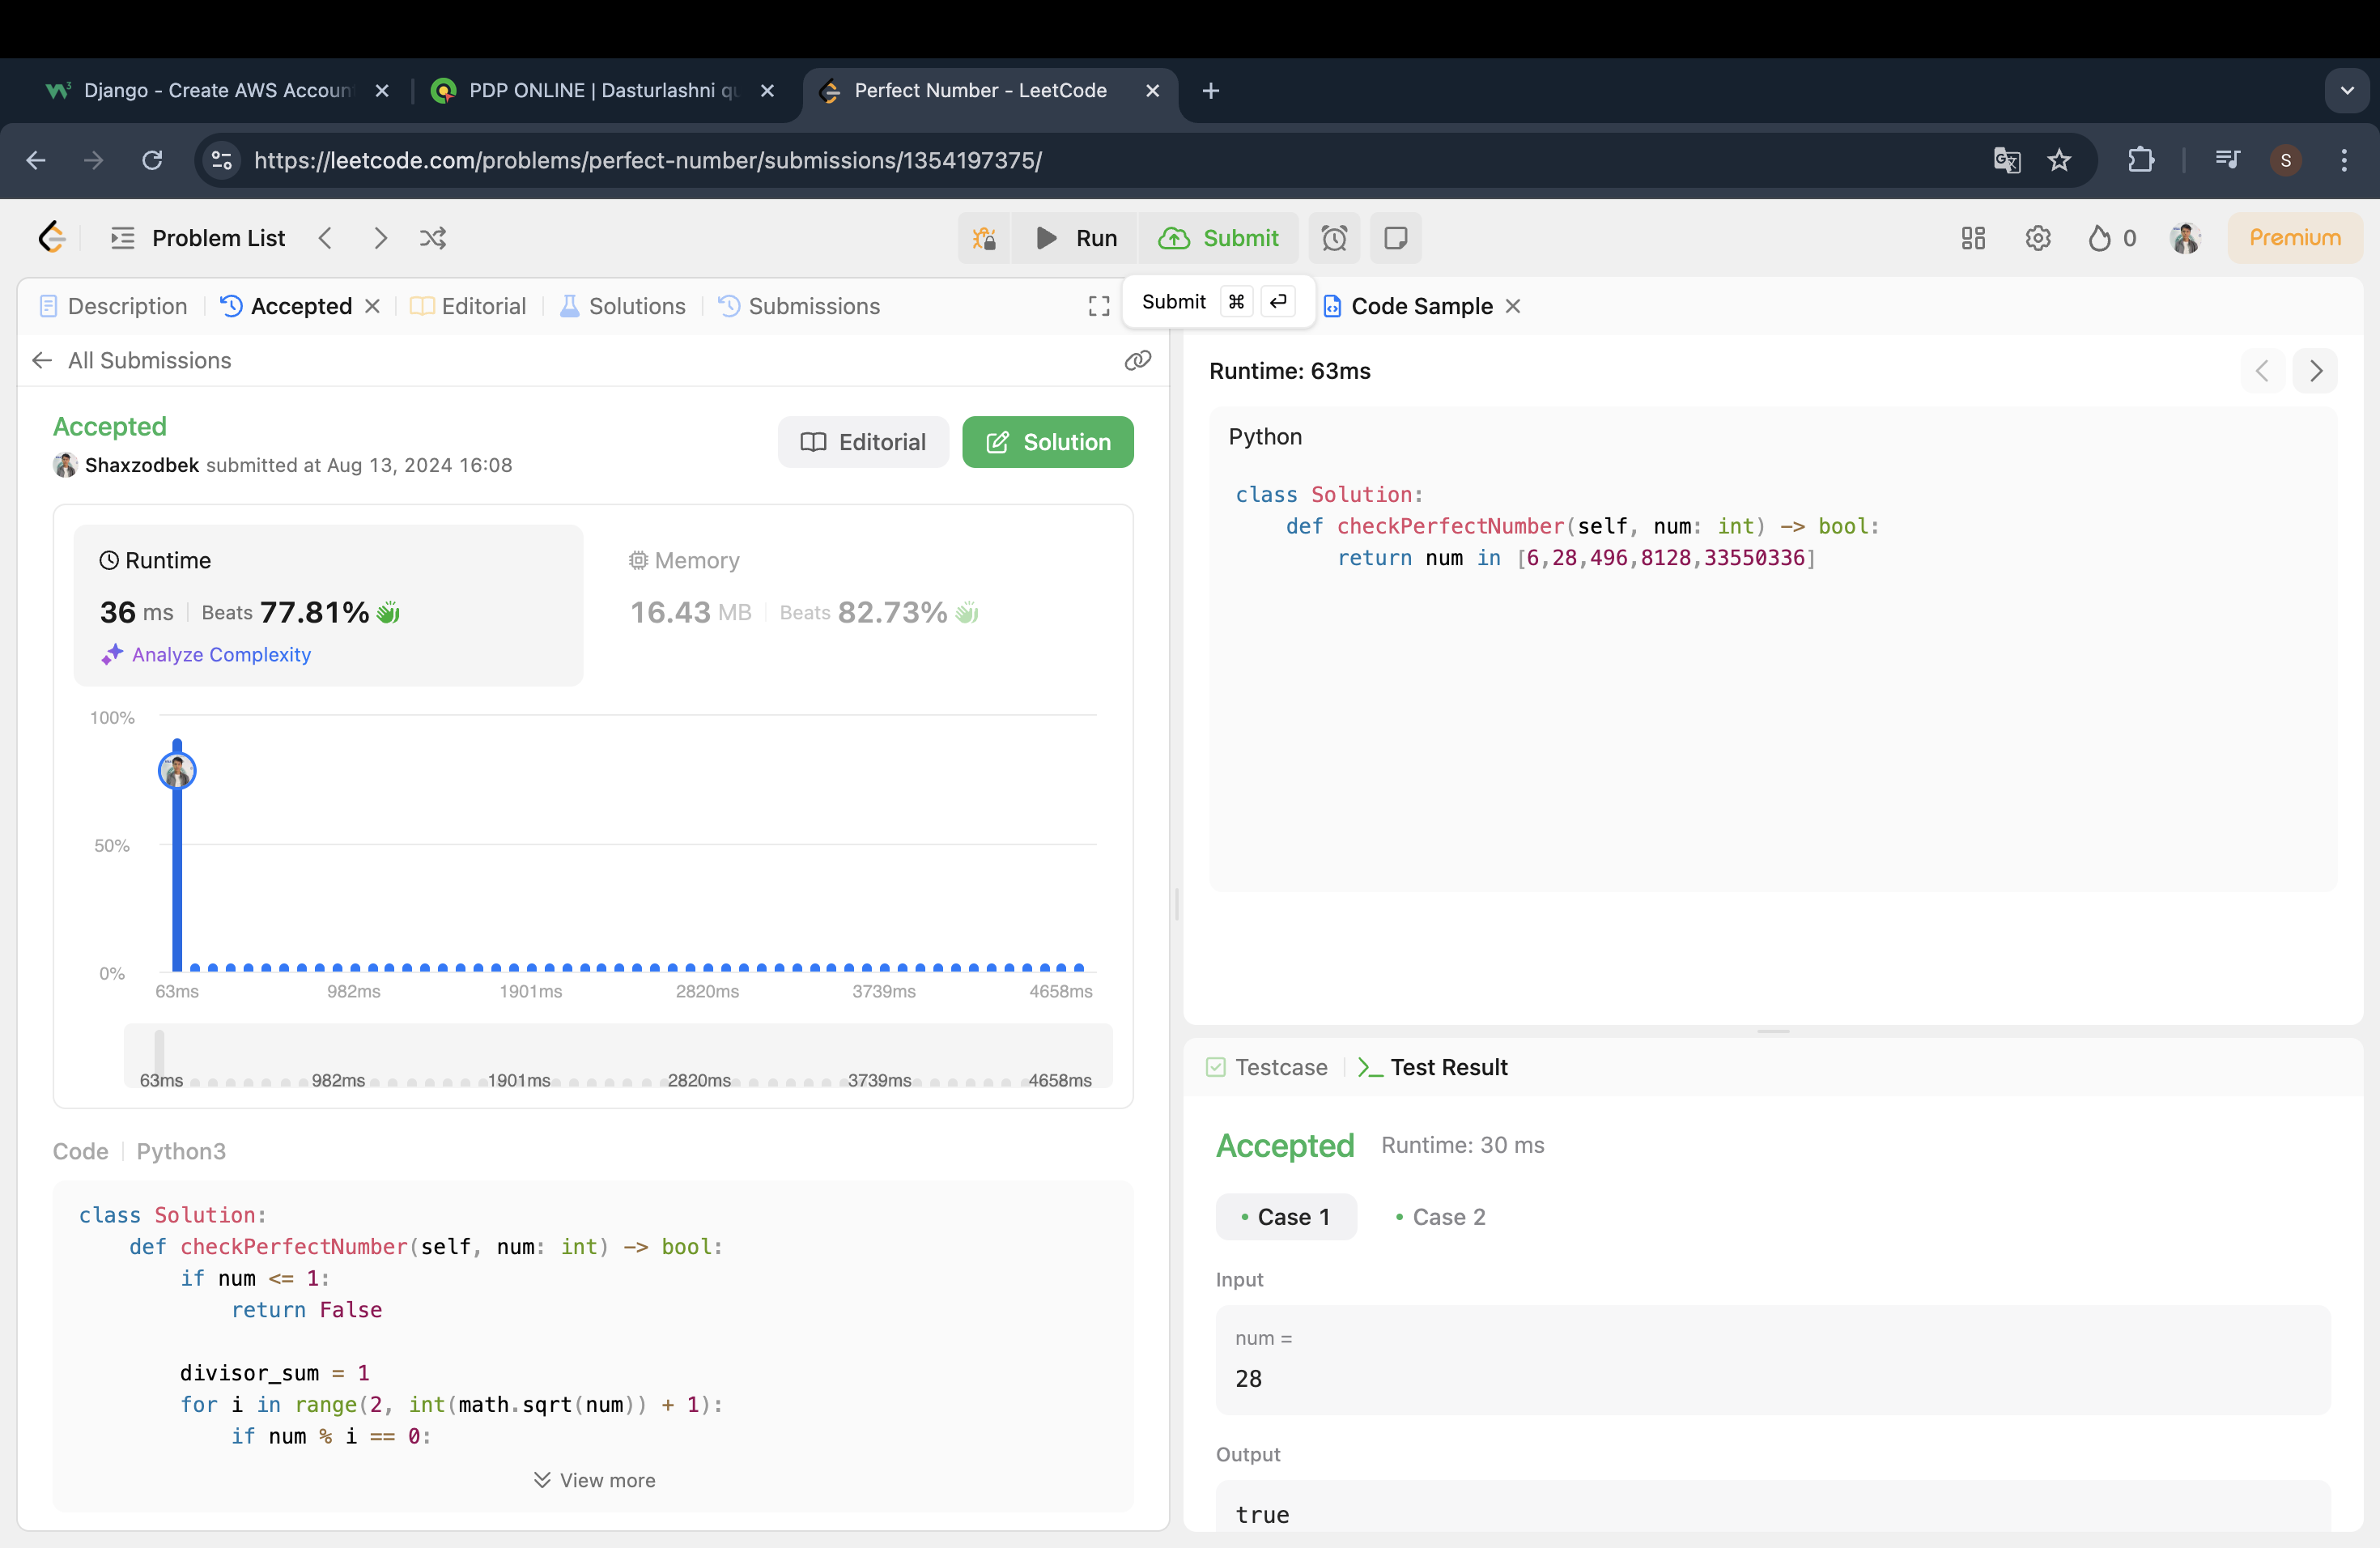 Django - Create AWS Accoun
PDP ONLINE | Dasturlashni qu
Perfect Number - LeetCode
https://leetcode.com/problems/perfect-number/submissions/1354197375/
S
Problem List
Run
Submit
0
Premium
Description
Accepted
Editorial
Solutions
Submissions
Submit ⌘ ↵
Code Sample
All Submissions
Accepted
Shaxzodbek submitted at Aug 13, 2024 16:08
Editorial
Solution
Runtime
36 ms | Beats 77.81%
Analyze Complexity
Memory
16.43 MB | Beats 82.73%
100%
50%
0%
63ms 982ms 1901ms 2820ms 3739ms 4658ms
63ms 982ms 1901ms 2820ms 3739ms 4658ms
Code | Python3
class Solution:
    def checkPerfectNumber(self, num: int) -> bool:
        if num <= 1:
            return False
        divisor_sum = 1
        for i in range(2, int(math.sqrt(num)) + 1):
            if num % i == 0:
View more
Runtime: 63ms
Python
class Solution:
    def checkPerfectNumber(self, num: int) -> bool:
        return num in [6,28,496,8128,33550336]
Testcase
Test Result
Accepted
Runtime: 30 ms
• Case 1
• Case 2
Input
num =
28
Output
true